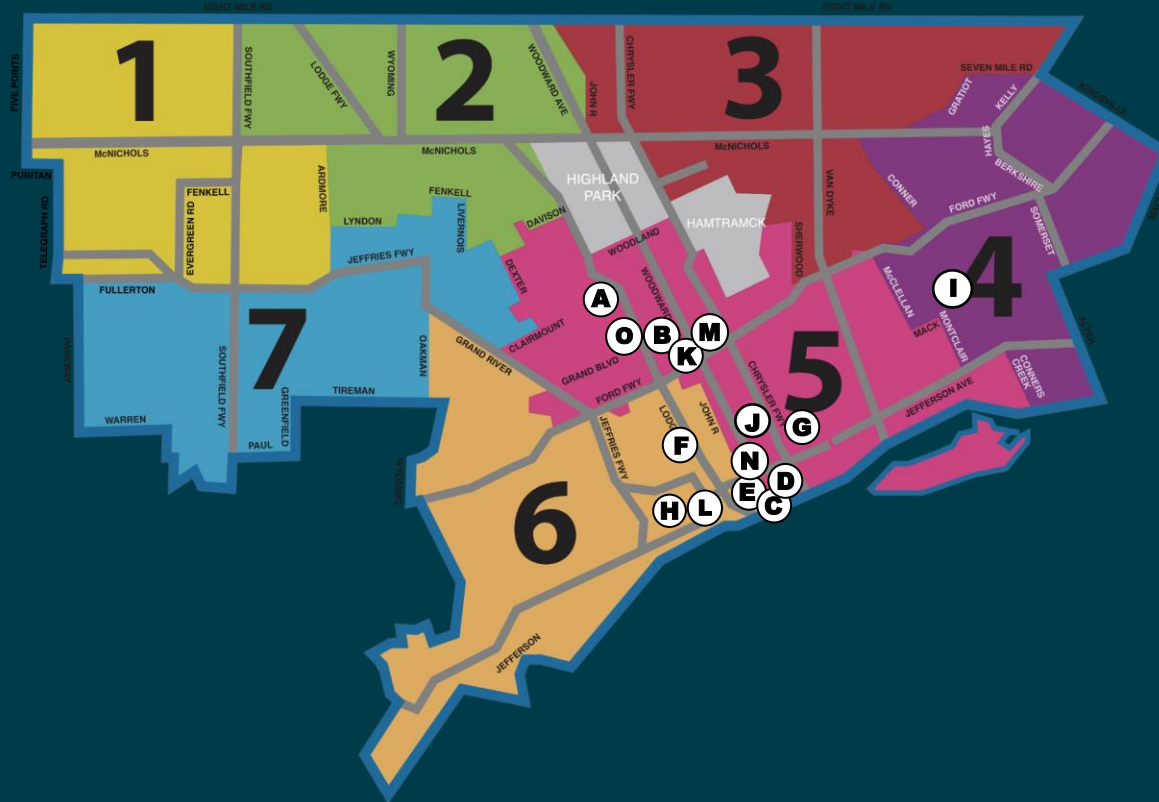 EIGHT MILE RD
EIGHT MILE RD
1
2
3
FIVE POINTS
SOUTHFIELD FWY
LODGE FWY
WYOMING
WOODWARD AVE
JOHN R
CHRYSLER FWY
SEVEN MILE RD
GRATIOT
KELLY
KINGSVILLE
HAYES
BERKSHIRE
McNICHOLS
McNICHOLS
McNICHOLS
PURITAN
TELEGRAPH RD
FENKELL
EVERGREEN RD
ARDMORE
FENKELL
LYNDON
LIVERNOIS
DAVISON
HIGHLAND
PARK
HAMTRAMCK
VAN DYKE
CONNER
FORD FWY
SOMERSET
SHERWOOD
WOODLAND
JEFFRIES FWY
DEXTER
WOODWARD
McCLELLAN
4
I
FULLERTON
A
7
O
B
M
K
CLAIRMOUNT
MACK
MONTCLAIR
ALTER
PARKWAY
SOUTHFIELD FWY
OAKMAN
GRAND RIVER
GRAND BLVD
FORD FWY
5
CHRYSLER FWY
CONNERS
CREEK
TIREMAN
GREENFIELD
JEFFERSON AVE
WARREN
PAUL
WYOMING
JEFFRIES FWY
JOHN R
F
J
G
N
E
D
C
H
L
6
JEFFERSON